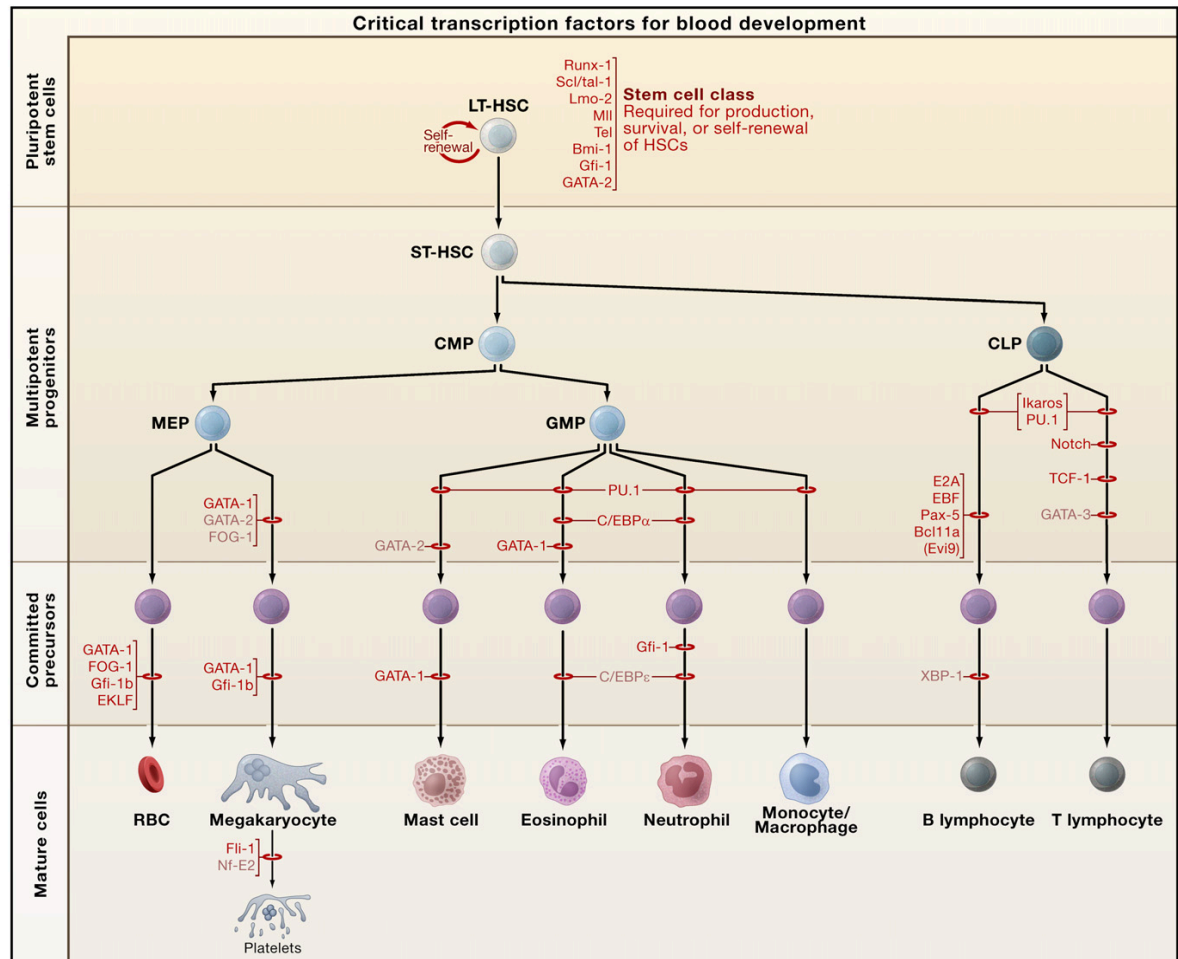 Critical transcription factors for blood development
Pluripotent
stem cells
Runx-1
Scl/tal-1
Lmo-2
Mll
Tel
Bmi-1
Gfi-1
GATA-2
Stem cell class
Required for production,
survival, or self-renewal
of HSCs
LT-HSC
Self-
renewal
Multipotent
progenitors
ST-HSC
CMP
CLP
MEP
GMP
Ikaros
PU.1
Notch
GATA-1
GATA-2
FOG-1
PU.1
C/EBPα
GATA-2
GATA-1
E2A
EBF
Pax-5
Bcl11a
(Evi9)
TCF-1
GATA-3
Committed
precursors
GATA-1
FOG-1
Gfi-1b
EKLF
GATA-1
Gfi-1b
GATA-1
Gfi-1
C/EBPε
XBP-1
Mature cells
RBC
Megakaryocyte
Mast cell
Eosinophil
Neutrophil
Monocyte/
Macrophage
B lymphocyte
T lymphocyte
Fli-1
Nf-E2
Platelets